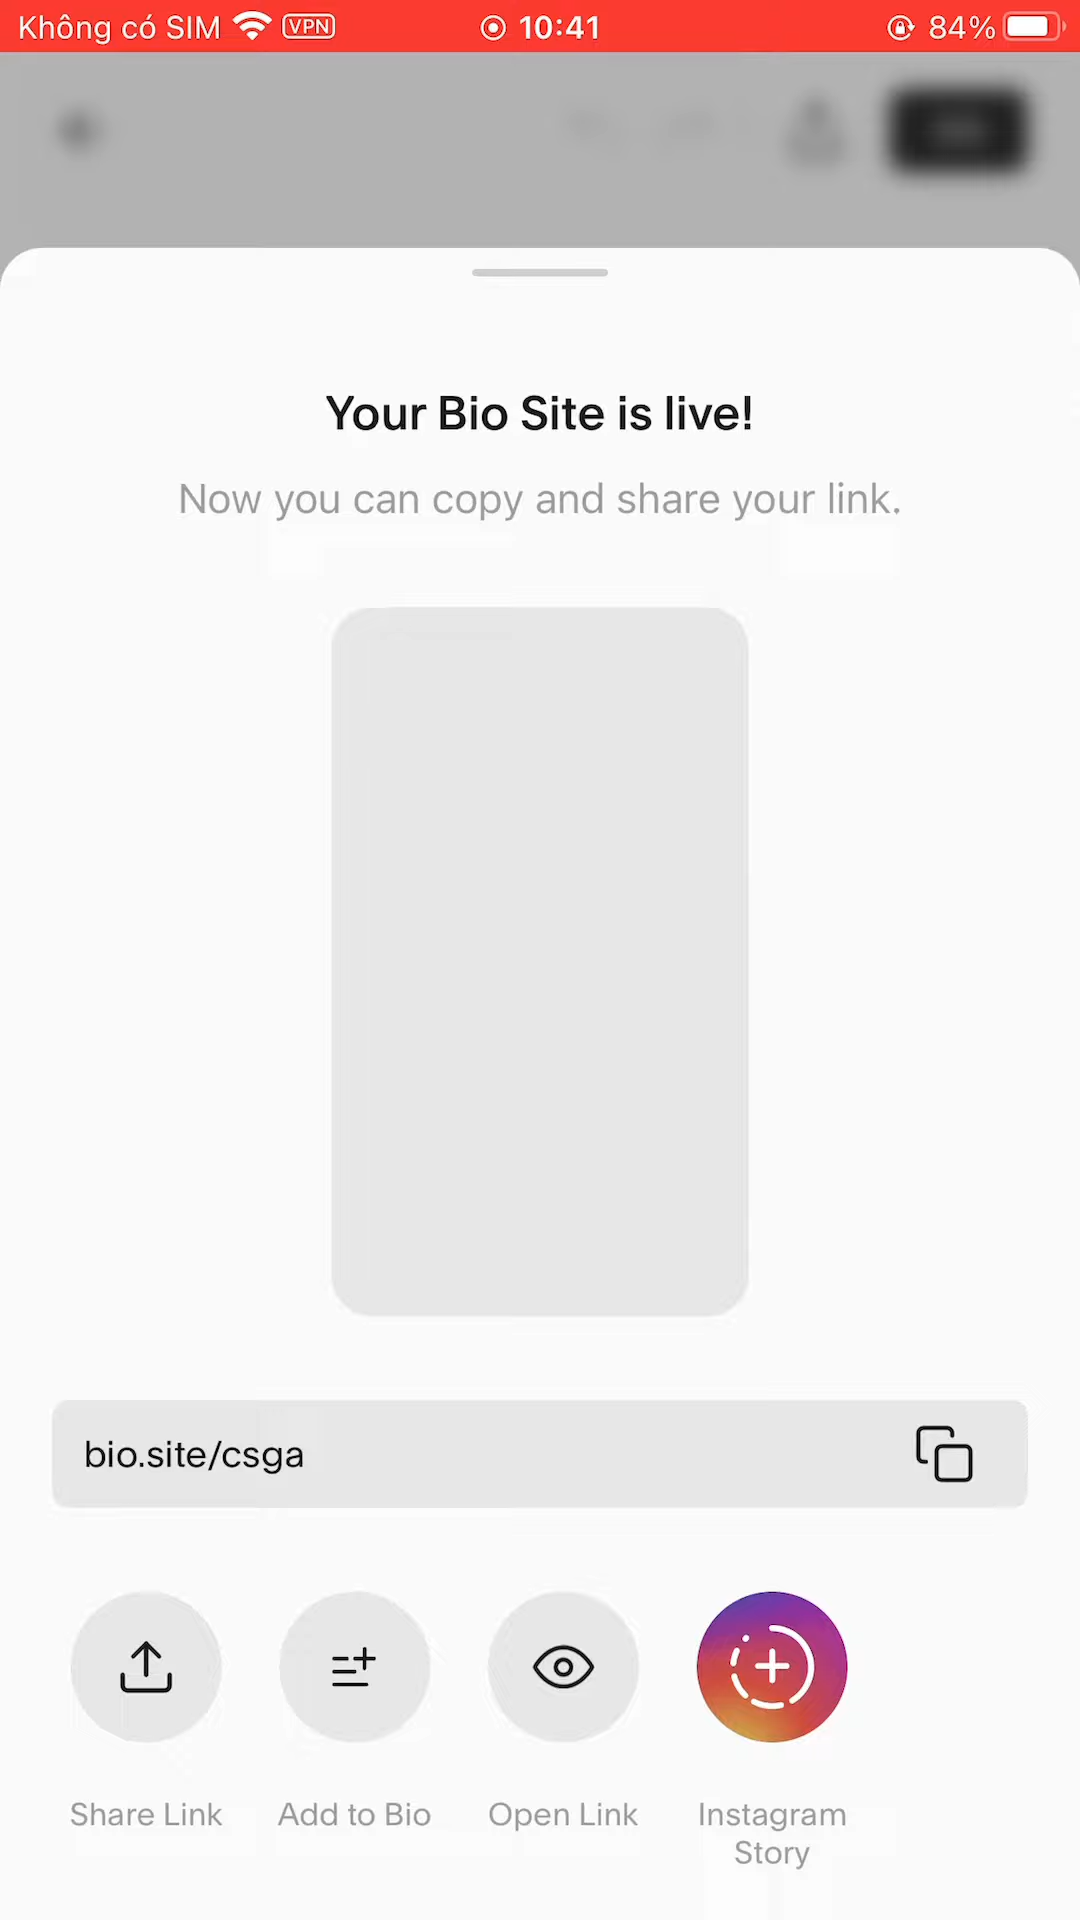 Không có SIM VPN 10:41 84%
Your Bio Site is live!
Now you can copy and share your link.
bio.site/csga
Share Link
Add to Bio
Open Link
Instagram
Story